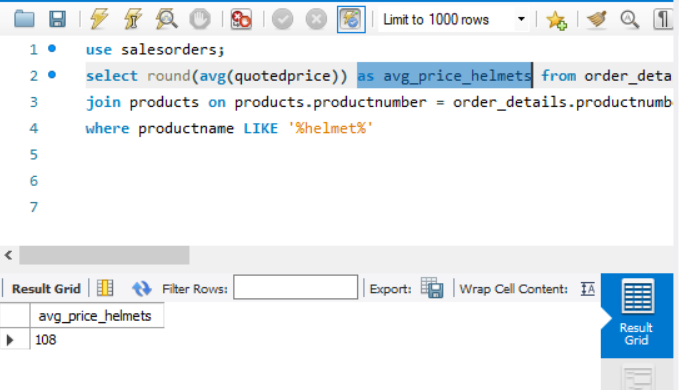 Limit to 1000 rows
1 use salesorders;
2 select round(avg(quotedprice)) as avg_price_helmets from order_deta
3 join products on products.productnumber = order_details.productnumb
4 where productname LIKE '%helmet%'
5
6
7
Result Grid Filter Rows: Export: Wrap Cell Content: IA
avg_price_helmets
108
Result
Grid